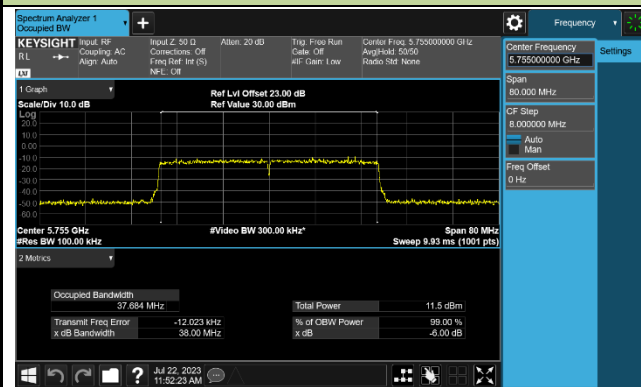 Spectrum Analyzer 1
Occupied BW
Frequency
KEYSIGHT
Input: RF
Input Z: 50 Ω
Atten: 20 dB
Trig: Free Run
Center Freq: 5.755000000 GHz
RL
Coupling: AC
Corrections: Off
Gate: Off
Avg|Hold: 50/50
Align: Auto
Freq Ref: Int (S)
#IF Gain: Low
Radio Std: None
NFE: Off
LXI
Center Frequency
5.755000000 GHz
Settings
Span
80.000 MHz
CF Step
8.000000 MHz
Auto
Man
Freq Offset
0 Hz
1 Graph
Scale/Div 10.0 dB
Ref Lvl Offset 23.00 dB
Ref Value 30.00 dBm
Log
20.0
10.0
0.00
-10.0
-20.0
-30.0
-40.0
-50.0
-60.0
Center 5.755 GHz
#Video BW 300.00 kHz*
Span 80 MHz
#Res BW 100.00 kHz
Sweep 9.93 ms (1001 pts)
2 Metrics
Occupied Bandwidth
37.684 MHz
Total Power
11.5 dBm
Transmit Freq Error
-12.023 kHz
% of OBW Power
99.00 %
x dB Bandwidth
38.00 MHz
x dB
-6.00 dB
Jul 22, 2023
11:52:23 AM